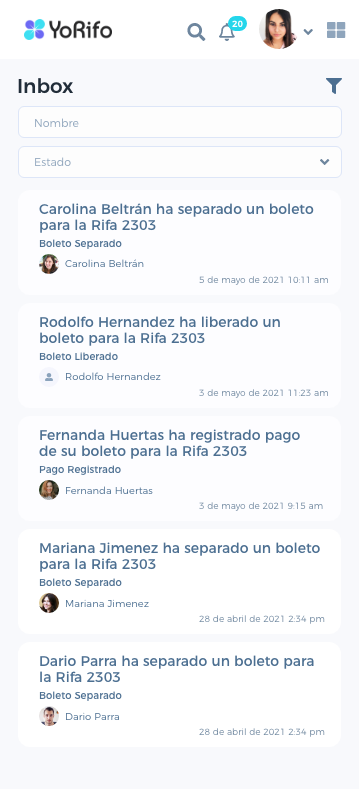 YoRifo
20
Inbox
Nombre
Estado
Carolina Beltrán ha separado un boleto
para la Rifa 2303
Boleto Separado
Carolina Beltrán
5 de mayo de 2021 10:11 am
Rodolfo Hernandez ha liberado un
boleto para la Rifa 2303
Boleto Liberado
Rodolfo Hernandez
3 de mayo de 2021 11:23 am
Fernanda Huertas ha registrado pago
de su boleto para la Rifa 2303
Pago Registrado
Fernanda Huertas
3 de mayo de 2021 9:15 am
Mariana Jimenez ha separado un boleto
para la Rifa 2303
Boleto Separado
Mariana Jimenez
28 de abril de 2021 2:34 pm
Dario Parra ha separado un boleto para
la Rifa 2303
Boleto Separado
Dario Parra
28 de abril de 2021 2:34 pm